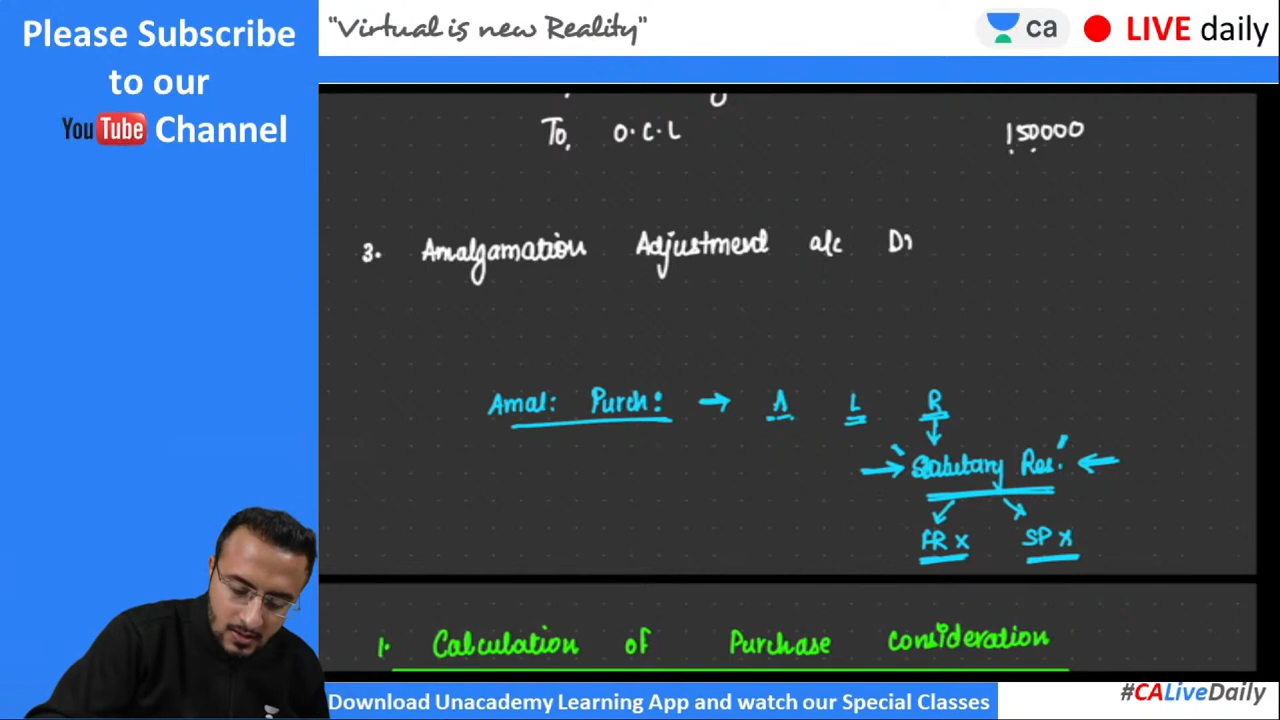 Please Subscribe
to our
YouTube Channel
"Virtual is new Reality"
ca
LIVE daily
To, O.C.L 150000
3. Amalgamation Adjustment a/c Dr
Amal: Purch: → A L R
→ 'Statutary Res.' ←
FR x SP x
1. Calculation of Purchase consideration
Download Unacademy Learning App and watch our Special Classes
#CALiveDaily